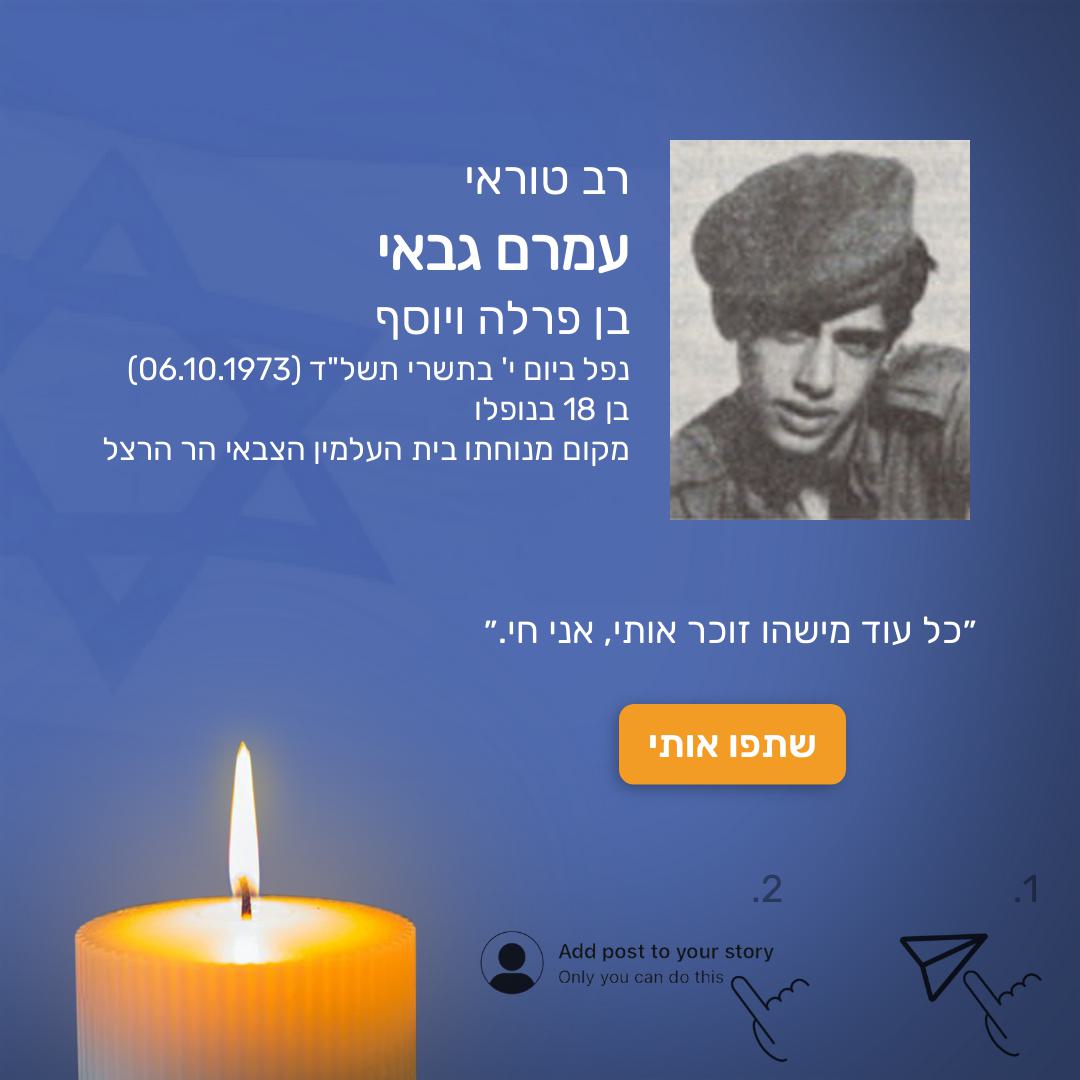 רב טוראי
עמרם גבאי
בן פרלה ויוסף
נפל ביום י' בתשרי תשל"ד (06.10.1973)
בן 18 בנופלו
מקום מנוחתו בית העלמין הצבאי הר הרצל
״כל עוד מישהו זוכר אותי, אני חי.״
שתפו אותי
1.
2.
Add post to your story
Only you can do this